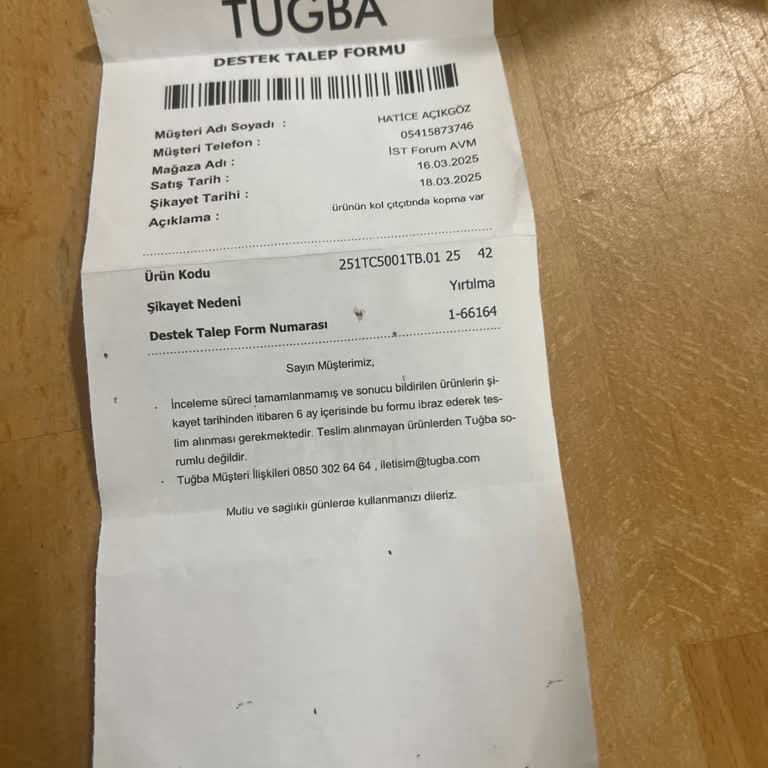 TUĞBA
DESTEK TALEP FORMU
Müşteri Adı Soyadı : HATİCE AÇIKGÖZ
Müşteri Telefon : 05415873746
Mağaza Adı : İST Forum AVM
Satış Tarih : 16.03.2025
Şikayet Tarihi : 18.03.2025
Açıklama : ürünün kol çıtçıtında kopma var
Ürün Kodu 251TC5001TB.01 25 42
Şikayet Nedeni Yırtılma
Destek Talep Form Numarası 1-66164
Sayın Müşterimiz,
· İnceleme süreci tamamlanmamış ve sonucu bildirilen ürünlerin şi-
kayet tarihinden itibaren 6 ay içerisinde bu formu ibraz ederek tes-
lim alınması gerekmektedir. Teslim alınmayan ürünlerden Tuğba so-
rumlu değildir.
· Tuğba Müşteri İlişkileri 0850 302 64 64 , iletisim@tugba.com
Mutlu ve sağlıklı günlerde kullanmanızı dileriz.